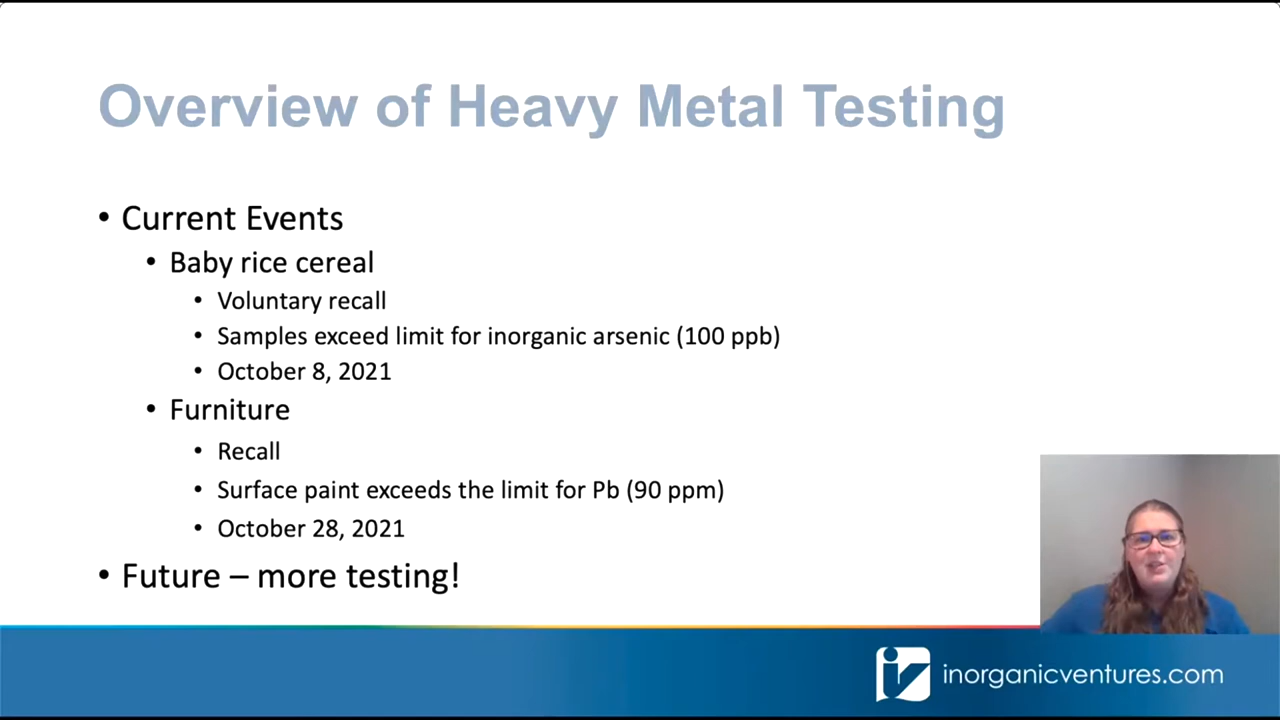 Overview of Heavy Metal Testing
• Current Events
• Baby rice cereal
• Voluntary recall
• Samples exceed limit for inorganic arsenic (100 ppb)
• October 8, 2021
• Furniture
• Recall
• Surface paint exceeds the limit for Pb (90 ppm)
• October 28, 2021
• Future – more testing!
inorganicventures.com